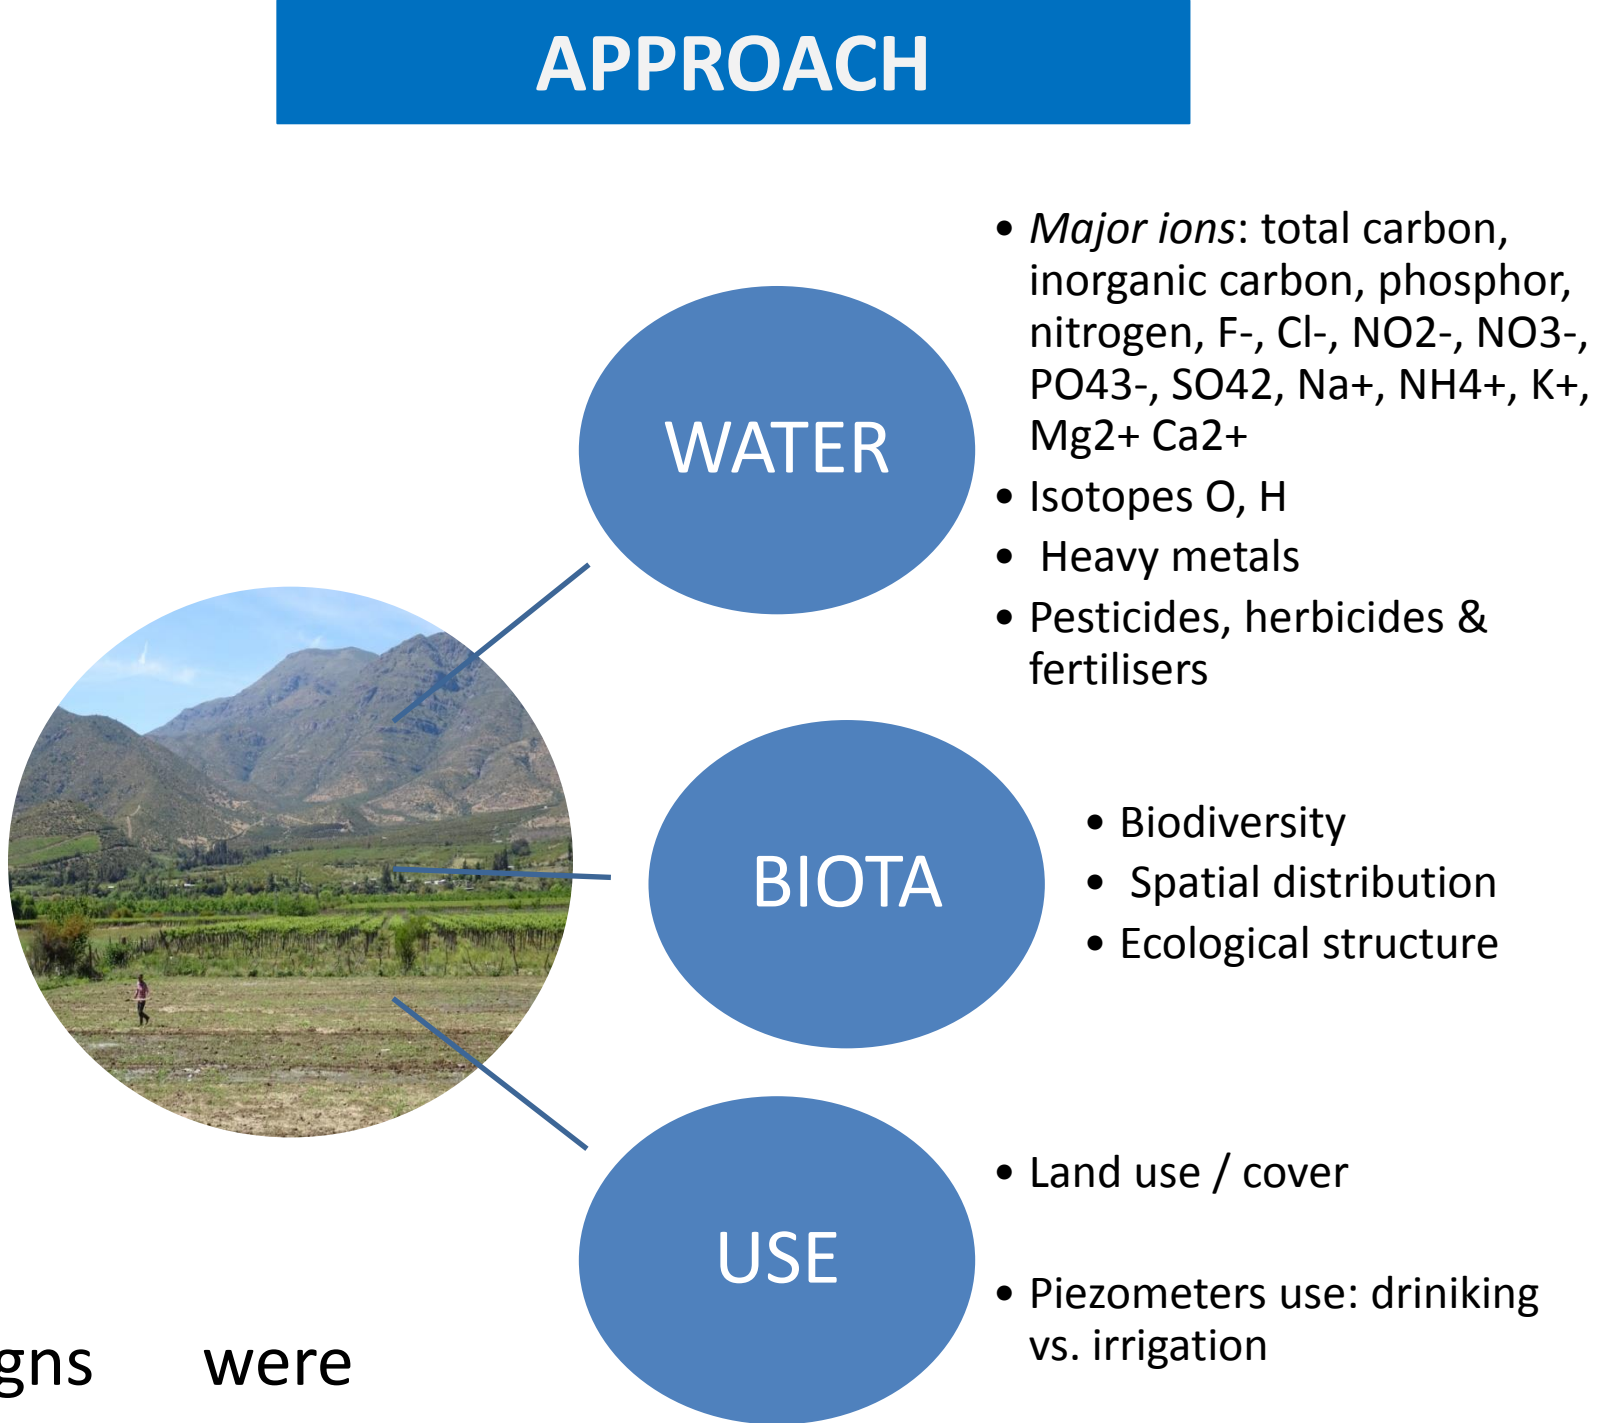 APPROACH
WATER
• Major ions: total carbon,
inorganic carbon, phosphor,
nitrogen, F-, Cl-, NO2-, NO3-,
PO43-, SO42, Na+, NH4+, K+,
Mg2+ Ca2+
• Isotopes O, H
• Heavy metals
• Pesticides, herbicides &
fertilisers
BIOTA
• Biodiversity
• Spatial distribution
• Ecological structure
USE
• Land use / cover
• Piezometers use: driniking
vs. irrigation
gns were